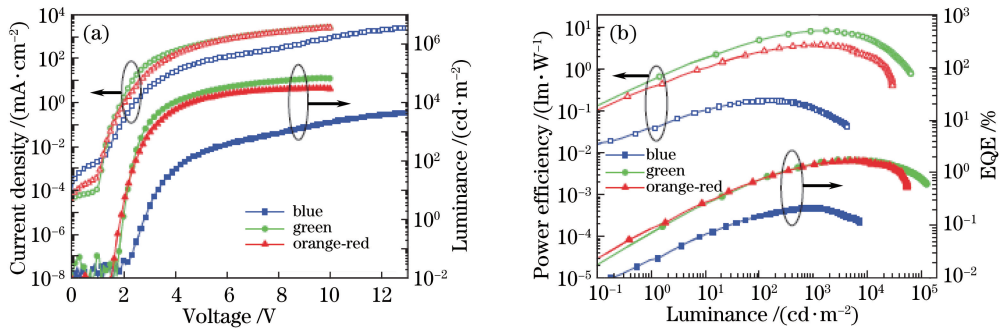 (a)
Current density /(mA·cm⁻²)
10⁴
10²
10⁰
10⁻²
10⁻⁴
10⁻⁶
10⁻⁸
0
2
4
6
8
10
12
Voltage /V
10⁶
10⁴
10²
10⁰
10⁻²
Luminance /(cd·m⁻²)
blue
green
orange-red
(b)
Power efficiency /(lm·W⁻¹)
10¹
10⁰
10⁻¹
10⁻²
10⁻³
10⁻⁴
10⁻⁵
10⁻¹
10⁰
10¹
10²
10³
10⁴
10⁵
Luminance /(cd·m⁻²)
10³
10²
10¹
10⁰
10⁻¹
10⁻²
EQE /%
blue
green
orange-red